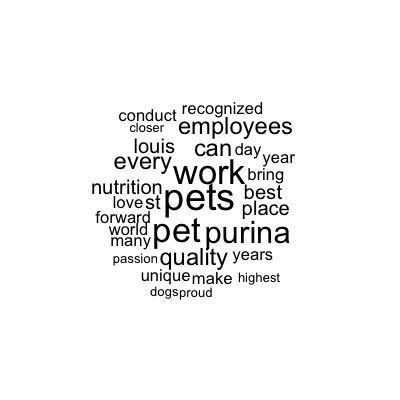 conduct recognized
closer employees
louis can day
every work year
nutrition pets bring
love st best
forward place
world pet purina
many
passion quality years
unique make highest
dogs proud